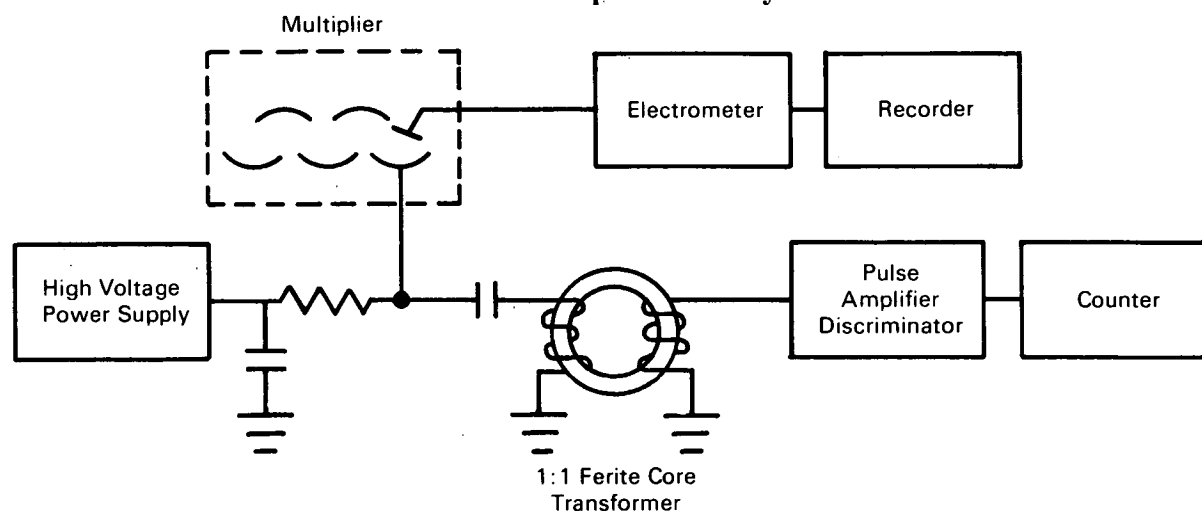 Multiplier
Electrometer
Recorder
High Voltage
Power Supply
Pulse
Amplifier
Discriminator
Counter
1:1 Ferite Core
Transformer